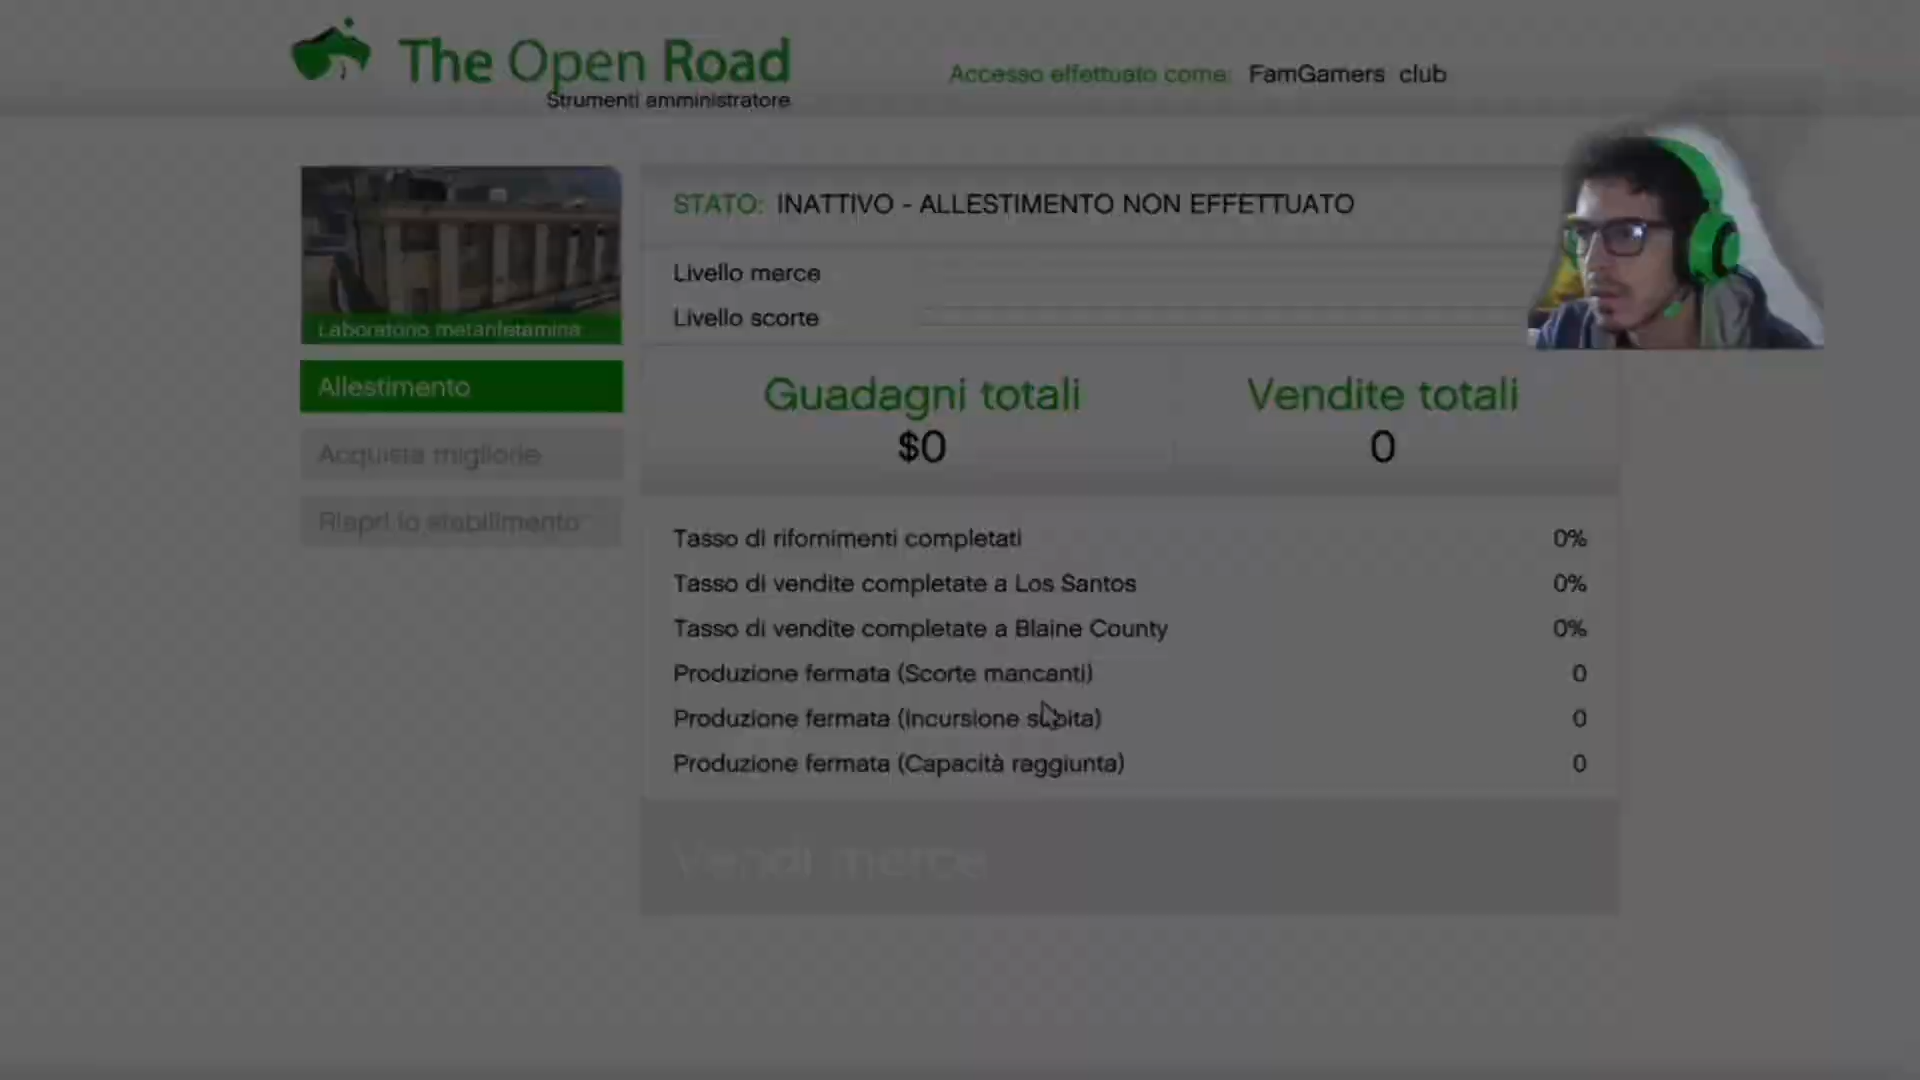 The Open Road
Strumenti amministratore
Accesso effettuato come: FamGamers club
Laboratorio metanfetamina
Allestimento
Acquista migliorie
Riapri lo stabilimento
STATO: INATTIVO - ALLESTIMENTO NON EFFETTUATO
Livello merce
Livello scorte
Guadagni totali
$0
Vendite totali
0
Tasso di rifornimenti completati 0%
Tasso di vendite completate a Los Santos 0%
Tasso di vendite completate a Blaine County 0%
Produzione fermata (Scorte mancanti) 0
Produzione fermata (Incursione subita) 0
Produzione fermata (Capacità raggiunta) 0
Vendi merce